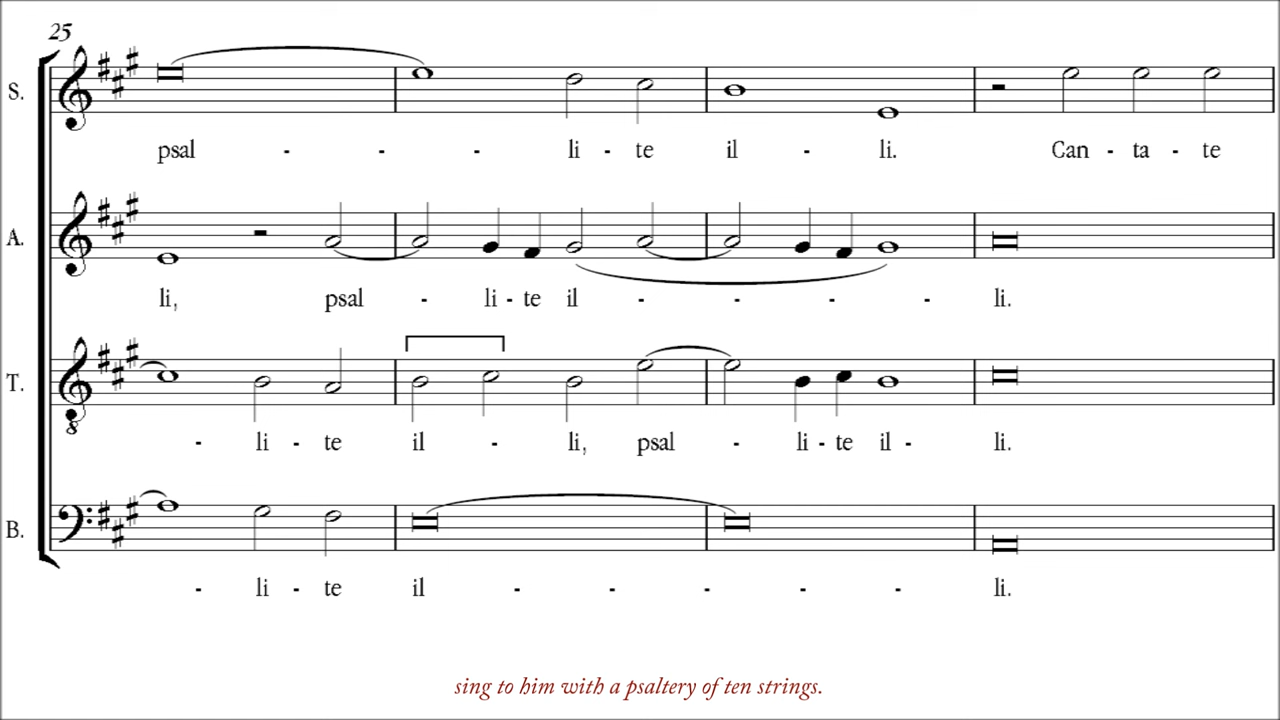 25
S.
psal - - - li - te il - li. Can - ta - te
A.
li, psal - li - te il - - - - li.
T.
- li - te il - li, psal - li - te il - li.
8
B.
- li - te il - - - - - li.
sing to him with a psaltery of ten strings.